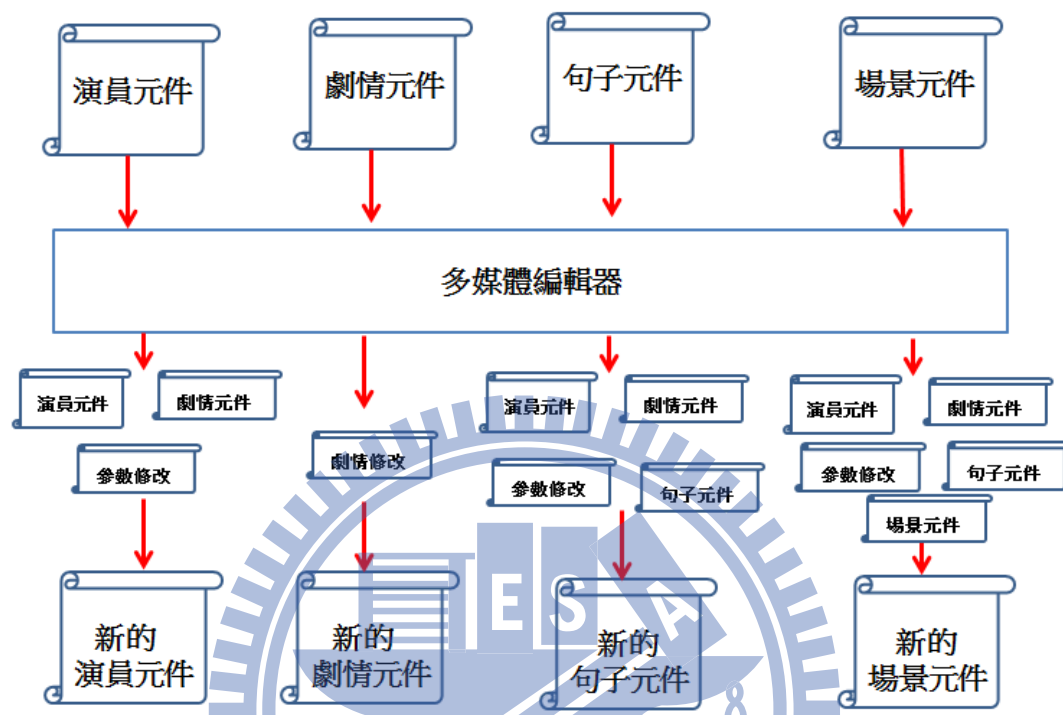 演員元件
劇情元件
句子元件
場景元件
多媒體編輯器
演員元件
劇情元件
參數修改
劇情修改
演員元件
劇情元件
參數修改
句子元件
演員元件
劇情元件
參數修改
句子元件
場景元件
新的
演員元件
新的
劇情元件
新的
句子元件
新的
場景元件
E S A
8